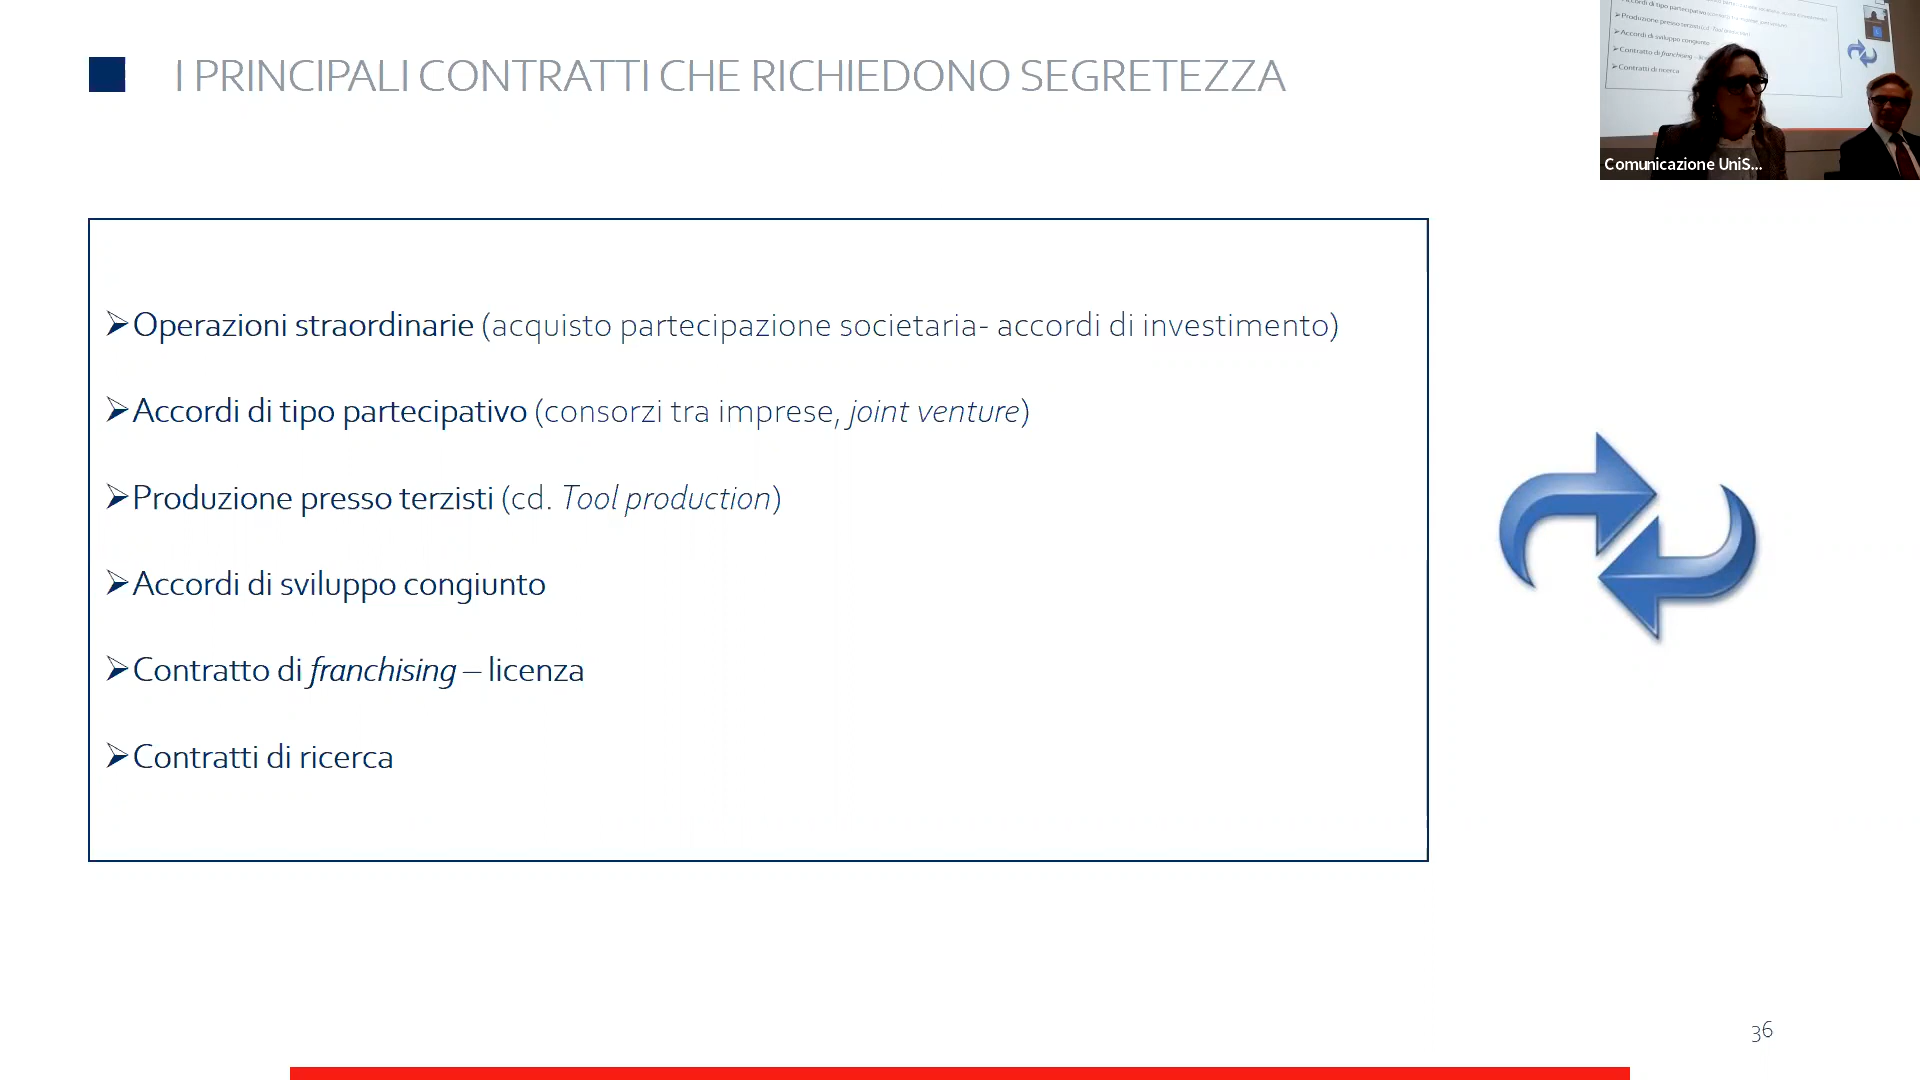 I PRINCIPALI CONTRATTI CHE RICHIEDONO SEGRETEZZA
Comunicazione UniS...
➢Operazioni straordinarie (acquisto partecipazione societaria- accordi di investimento)
➢Accordi di tipo partecipativo (consorzi tra imprese, joint venture)
➢Produzione presso terzisti (cd. Tool production)
➢Accordi di sviluppo congiunto
➢Contratto di franchising – licenza
➢Contratti di ricerca
36